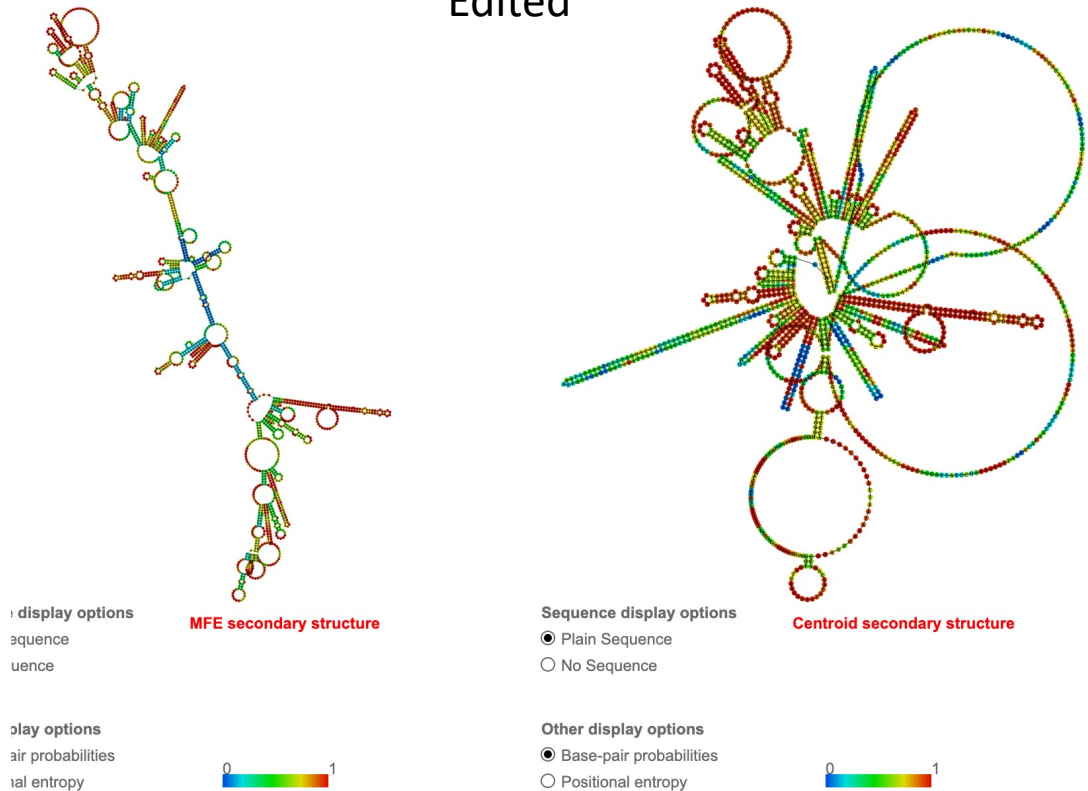 Edited
display options
MFE secondary structure
equence
uence
play options
air probabilities
nal entropy
0 1
Sequence display options
Centroid secondary structure
Plain Sequence
No Sequence
Other display options
Base-pair probabilities
Positional entropy
0 1